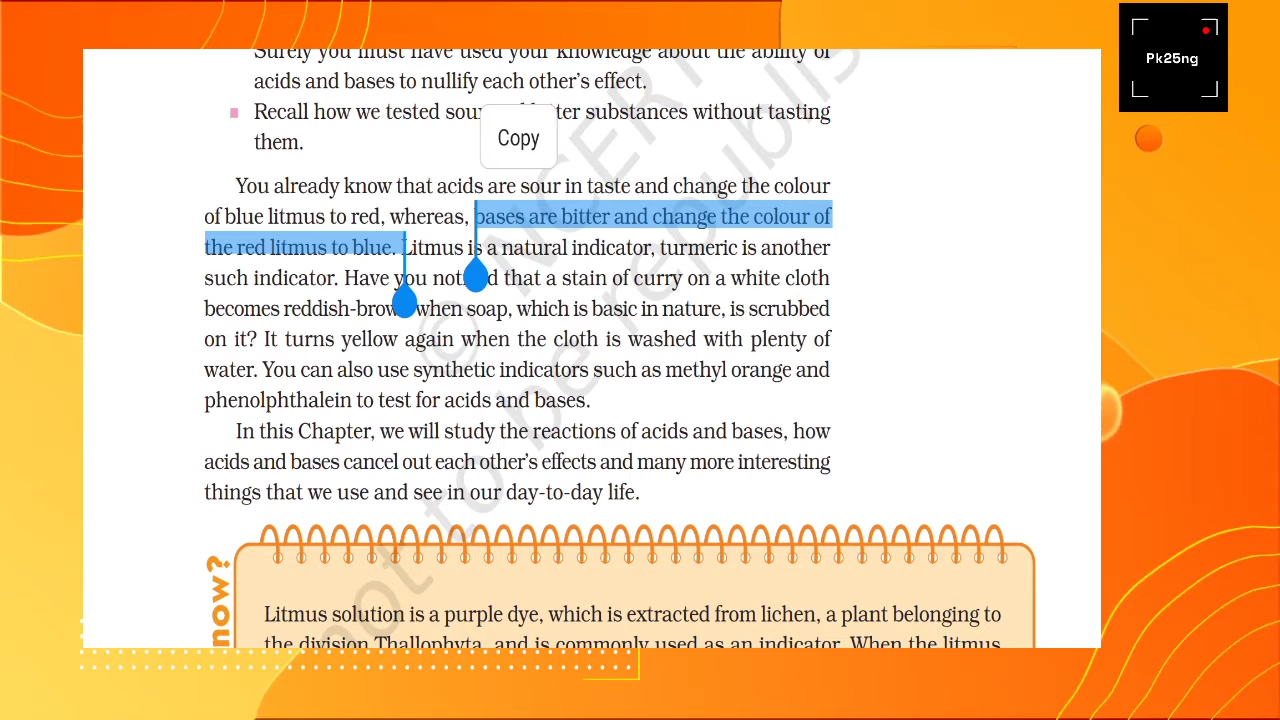 Surely you must have used your knowledge about the ability of
acids and bases to nullify each other's effect.
Recall how we tested sour and bitter substances without tasting
them.
Copy
You already know that acids are sour in taste and change the colour
of blue litmus to red, whereas, bases are bitter and change the colour of
the red litmus to blue. Litmus is a natural indicator, turmeric is another
such indicator. Have you noticed that a stain of curry on a white cloth
becomes reddish-brown when soap, which is basic in nature, is scrubbed
on it? It turns yellow again when the cloth is washed with plenty of
water. You can also use synthetic indicators such as methyl orange and
phenolphthalein to test for acids and bases.
In this Chapter, we will study the reactions of acids and bases, how
acids and bases cancel out each other's effects and many more interesting
things that we use and see in our day-to-day life.
now?
Litmus solution is a purple dye, which is extracted from lichen, a plant belonging to
the division Thallophyta, and is commonly used as an indicator. When the litmus
© NCERT
not to be republis
Pk25ng